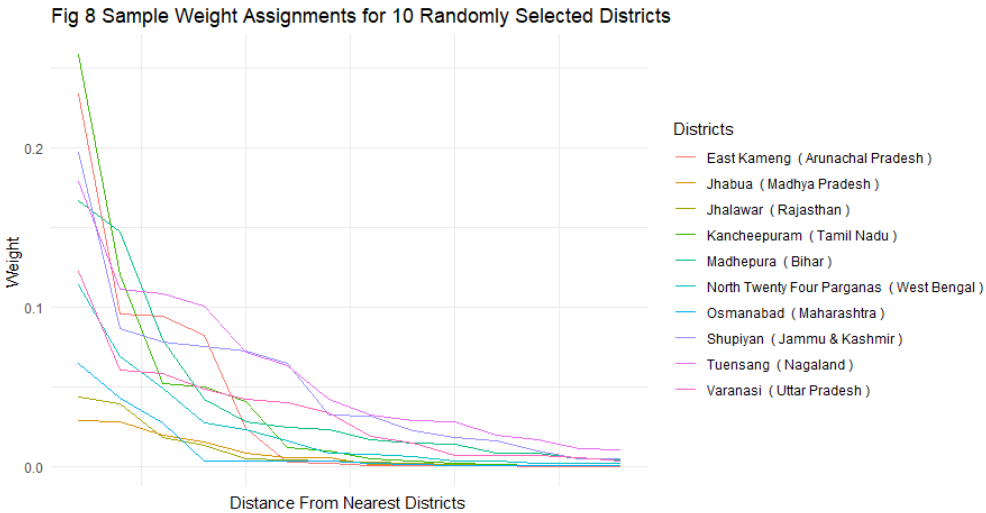 Fig 8 Sample Weight Assignments for 10 Randomly Selected Districts
0.2
0.1
0.0
Weight
Distance From Nearest Districts
Districts
East Kameng ( Arunachal Pradesh )
Jhabua ( Madhya Pradesh )
Jhalawar ( Rajasthan )
Kancheepuram ( Tamil Nadu )
Madhepura ( Bihar )
North Twenty Four Parganas ( West Bengal )
Osmanabad ( Maharashtra )
Shupiyan ( Jammu & Kashmir )
Tuensang ( Nagaland )
Varanasi ( Uttar Pradesh )